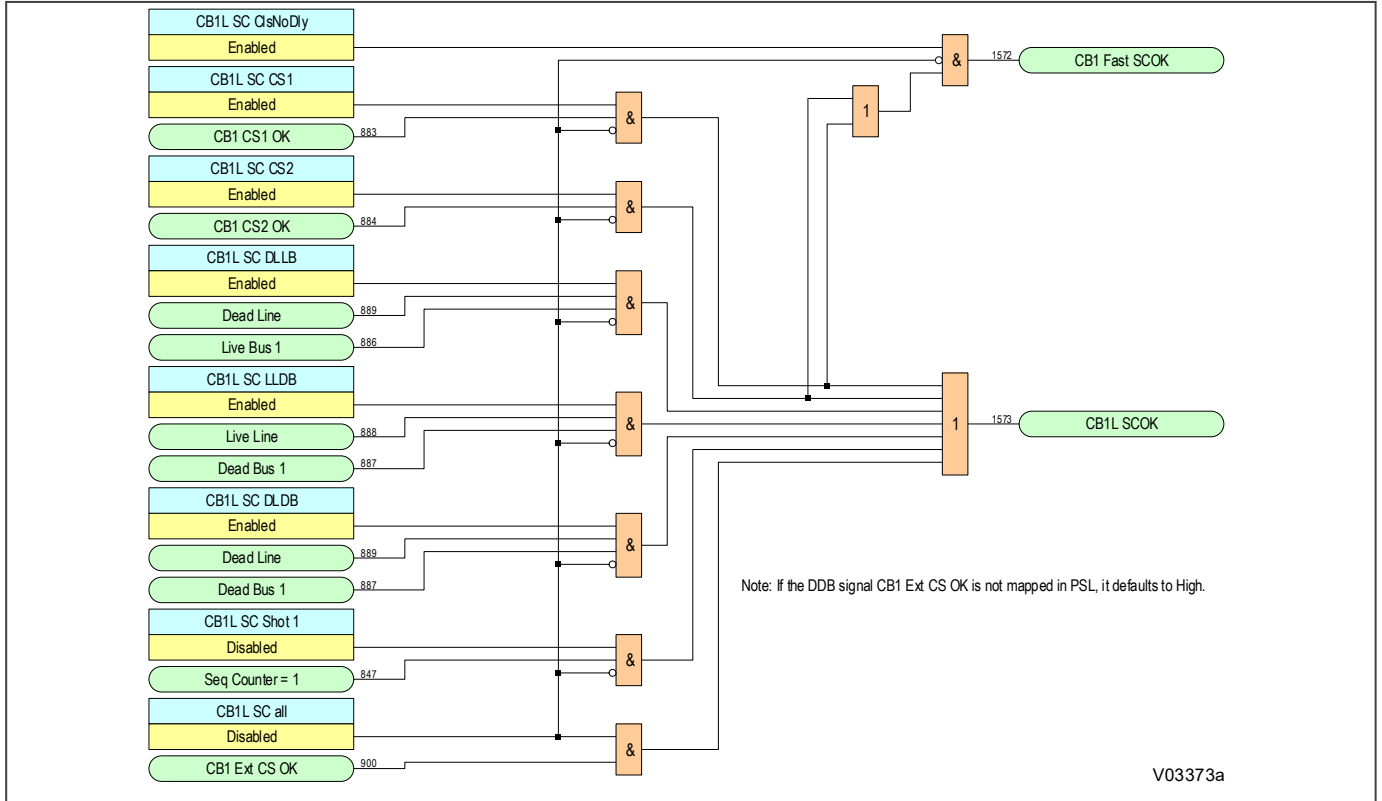 CB1L SC ClsNoDly
Enabled
&
1572
CB1 Fast SCOK
CB1L SC CS1
Enabled
1
CB1 CS1 OK
883
&
CB1L SC CS2
Enabled
CB1 CS2 OK
884
&
CB1L SC DLLB
Enabled
Dead Line
889
&
Live Bus 1
886
CB1L SC LLDB
Enabled
Live Line
888
&
1
1573
CB1L SCOK
Dead Bus 1
887
CB1L SC DLDB
Enabled
Dead Line
889
&
Dead Bus 1
887
Note: If the DDB signal CB1 Ext CS OK is not mapped in PSL, it defaults to High.
CB1L SC Shot 1
Disabled
&
Seq Counter = 1
847
CB1L SC all
Disabled
&
CB1 Ext CS OK
900
V03373a